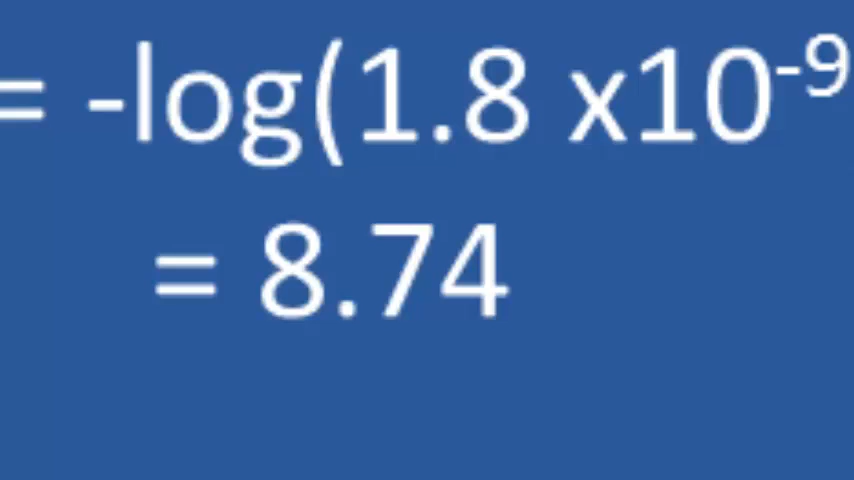 = -log(1.8 x10⁻⁹
= 8.74